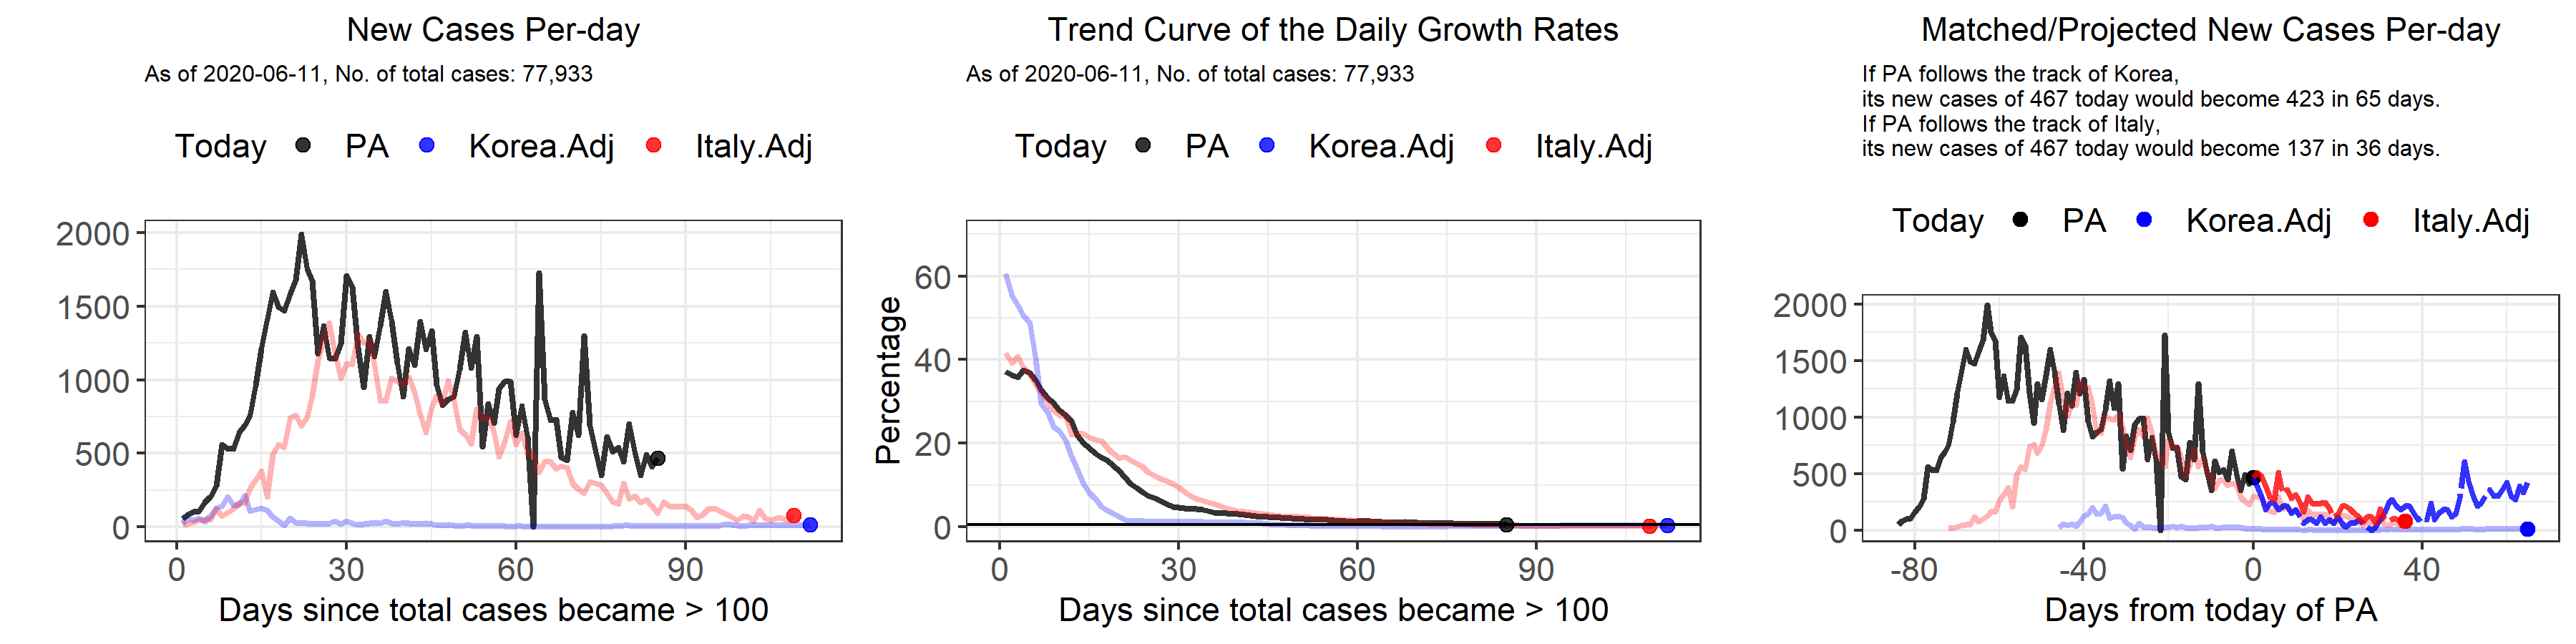 New Cases Per-day
As of 2020-06-11, No. of total cases: 77,933
Today PA Korea.Adj Italy.Adj
2000
1500
1000
500
0
0 30 60 90
Days since total cases became > 100
Trend Curve of the Daily Growth Rates
As of 2020-06-11, No. of total cases: 77,933
Today PA Korea.Adj Italy.Adj
Percentage
60
40
20
0
0 30 60 90
Days since total cases became > 100
Matched/Projected New Cases Per-day
If PA follows the track of Korea,
its new cases of 467 today would become 423 in 65 days.
If PA follows the track of Italy,
its new cases of 467 today would become 137 in 36 days.
Today PA Korea.Adj Italy.Adj
2000
1500
1000
500
0
-80 -40 0 40
Days from today of PA